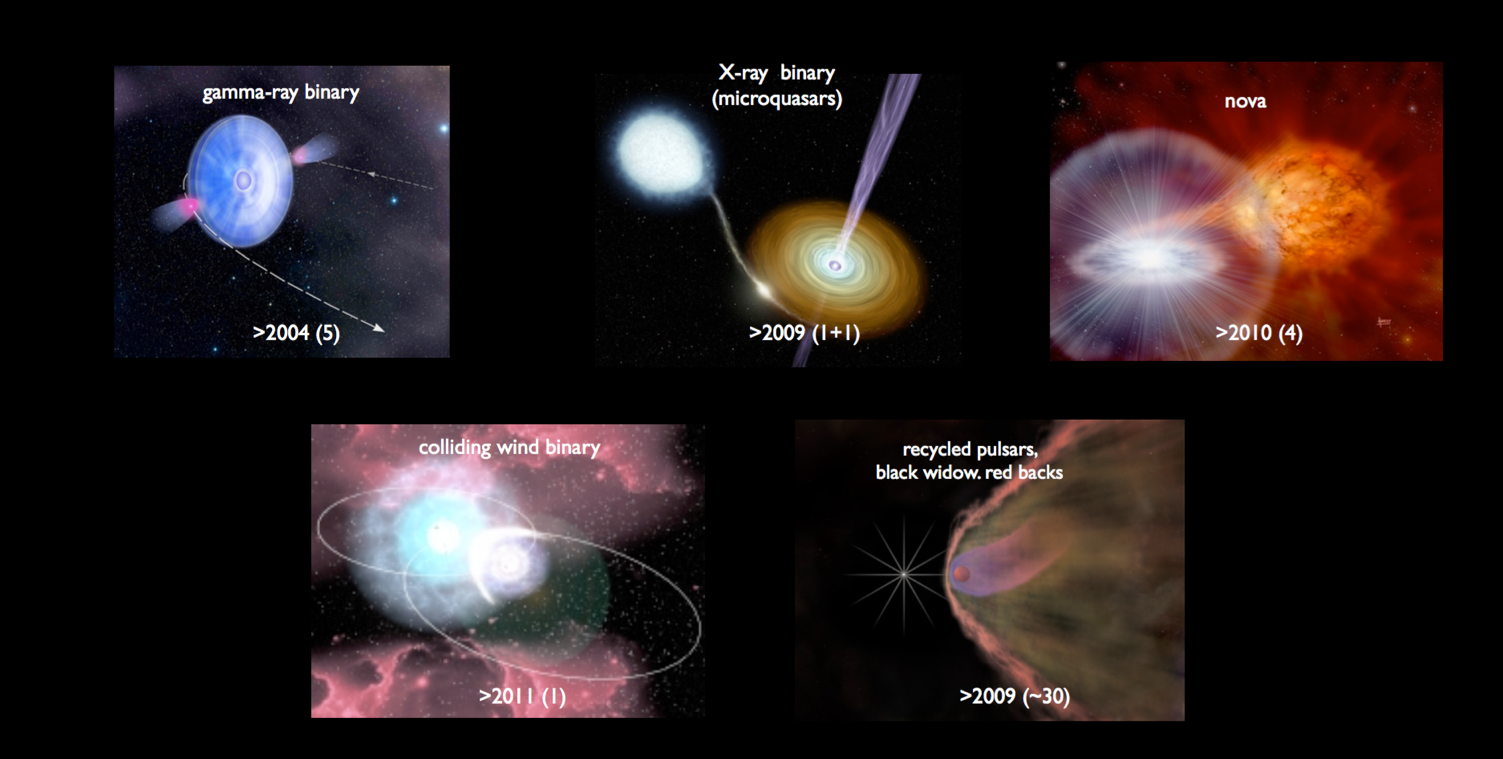 gamma-ray binary
>2004 (5)
X-ray binary
(microquasars)
>2009 (1+1)
nova
>2010 (4)
colliding wind binary
>2011 (1)
recycled pulsars,
black widow. red backs
>2009 (~30)